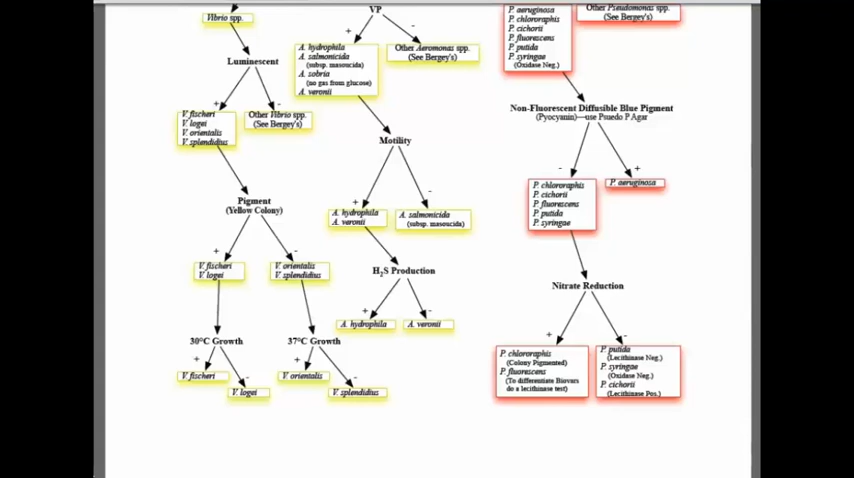 Vibrio spp.
Luminescent
+
-
V. fischeri
V. logei
V. orientalis
V. splendidius
Other Vibrio spp.
(See Bergey's)
Pigment
(Yellow Colony)
+
-
V. fischeri
V. logei
V. orientalis
V. splendidius
30°C Growth
+
-
V. fischeri
V. logei
37°C Growth
+
-
V. orientalis
V. splendidius
VP
+
-
A. hydrophila
A. salmonicida
(subsp. masoucida)
A. sobria
(no gas from glucose)
A. veronii
Other Aeromonas spp.
(See Bergey's)
Motility
+
-
A. hydrophila
A. veronii
A. salmonicida
(subsp. masoucida)
H2S Production
+
-
A. hydrophila
A. veronii
P. aeruginosa
P. chlororaphis
P. cichorii
P. fluorescens
P. putida
P. syringae
(Oxidase Neg.)
Other Pseudomonas spp.
(See Bergey's)
Non-Fluorescent Diffusible Blue Pigment
(Pyocyanin)—use Psuedo P Agar
-
+
P. chlororaphis
P. cichorii
P. fluorescens
P. putida
P. syringae
P. aeruginosa
Nitrate Reduction
+
-
P. chlororaphis
(Colony Pigmented)
P. fluorescens
(To differentiate Biovars
do a lecithinase test)
P. putida
(Lecithinase Neg.)
P. syringae
(Oxidase Neg.)
P. cichorii
(Lecithinase Pos.)